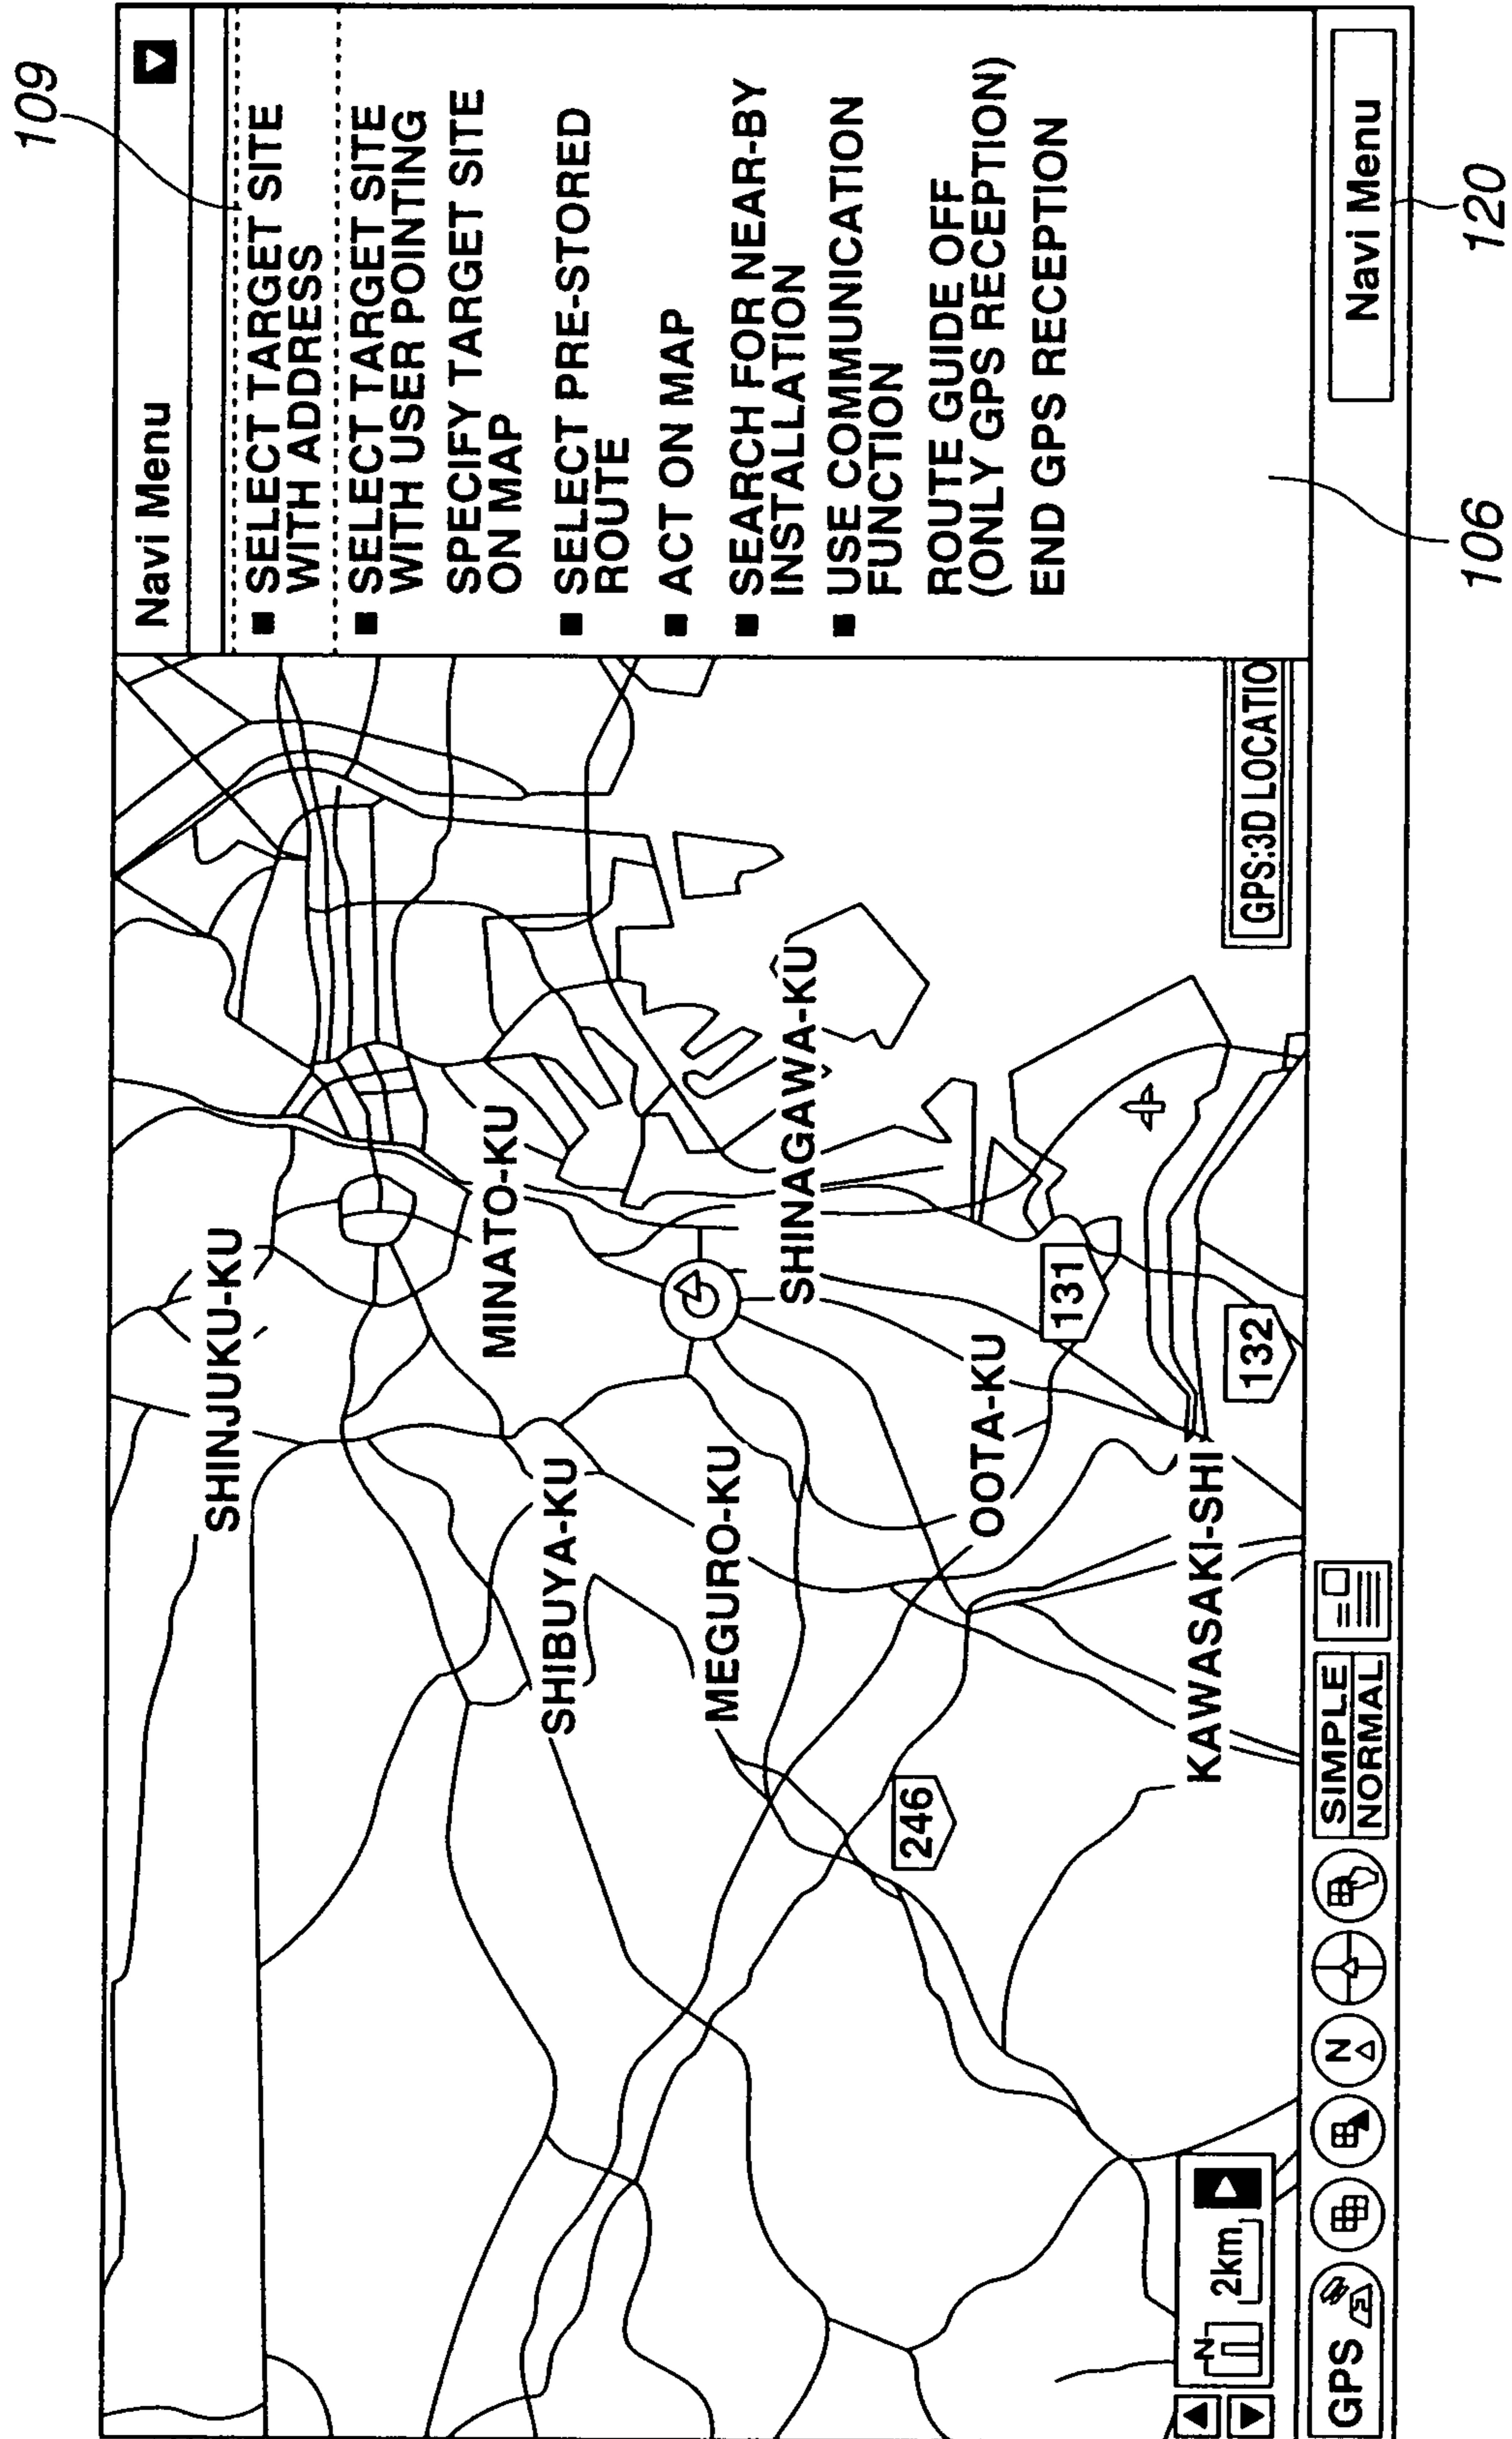 109
Navi Menu
■ SELECT TARGET SITE
WITH ADDRESS
■ SELECT TARGET SITE
WITH USER POINTING
SPECIFY TARGET SITE
ON MAP
■ SELECT PRE-STORED
ROUTE
■ ACT ON MAP
■ SEARCH FOR NEAR-BY
INSTALLATION
■ USE COMMUNICATION
FUNCTION
ROUTE GUIDE OFF
(ONLY GPS RECEPTION)
END GPS RECEPTION
SHINJUKU-KU
MINATO-KU
SHIBUYA-KU
MEGURO-KU
SHINAGAWA-KU
OOTA-KU
KAWASAKI-SHI
131
132
246
GPS:3D LOCATIO
N
2km
GPS
N
SIMPLE
NORMAL
Navi Menu
106
120